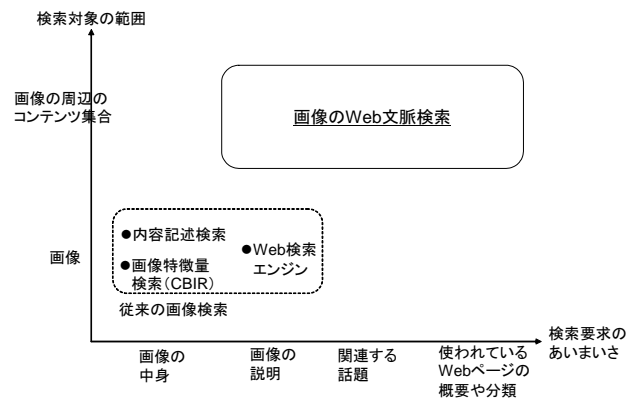 検索対象の範囲
画像の周辺の
コンテンツ集合
画像のWeb文脈検索
●内容記述検索
●Web検索
エンジン
●画像特徴量
検索(CBIR)
画像
従来の画像検索
検索要求の
あいまいさ
画像の
中身
画像の
説明
関連する
話題
使われている
Webページの
概要や分類